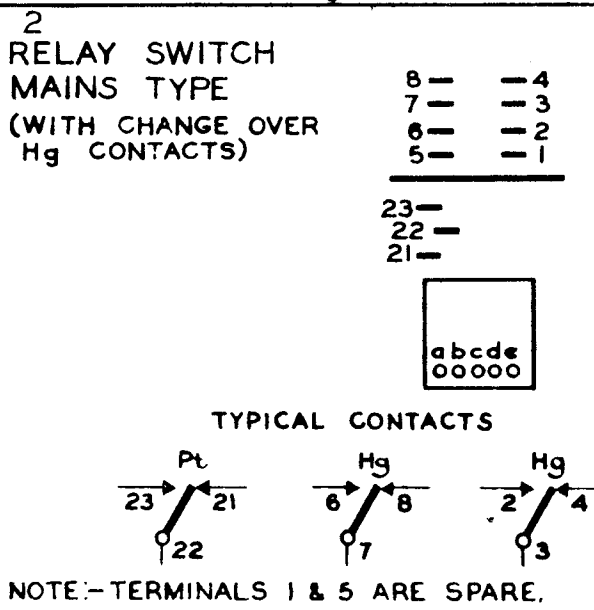 2
RELAY SWITCH
MAINS TYPE
(WITH CHANGE OVER
Hg CONTACTS)
8 4
7 3
6 2
5 1
23
22
21
a b c d e
TYPICAL CONTACTS
Pt Hg Hg
23 21 6 8 2 4
22 7 3
NOTE:- TERMINALS 1 & 5 ARE SPARE.